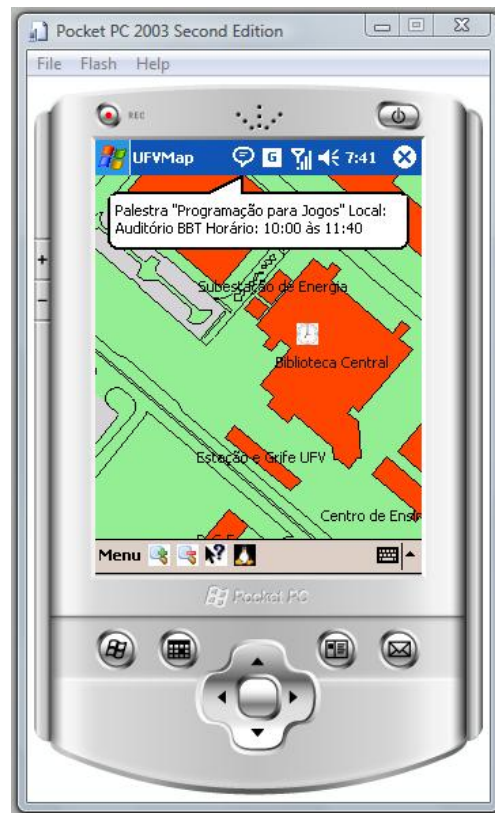 Pocket PC 2003 Second Edition
File Flash Help
REC
UFVMap G 7:41
Palestra "Programação para Jogos" Local:
Auditório BBT Horário: 10:00 às 11:40
+
Subestação de Energia
−
Biblioteca Central
Estação e Grife UFV
Centro de
Menu
Pocket PC